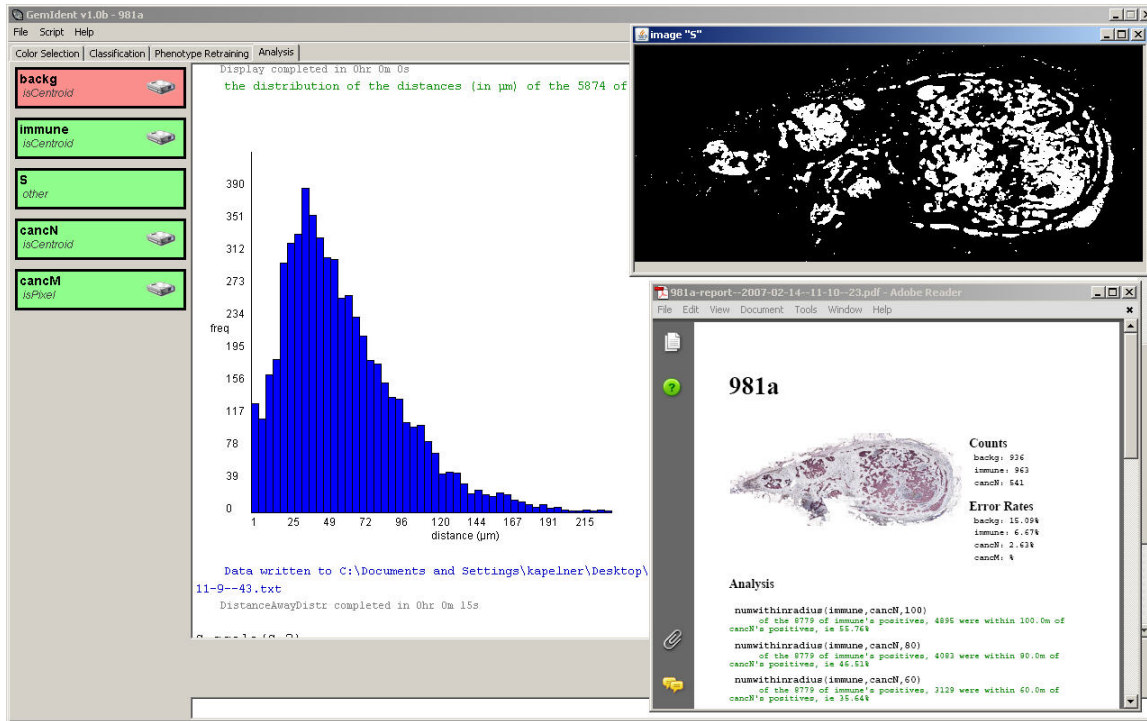 GemIdent v1.0b - 981a
File Script Help
Color Selection Classification Phenotype Retraining Analysis
backg
isCentroid
immune
isCentroid
S
other
cancN
isCentroid
cancM
isPixel
Display completed in 0hr 0m 0s
the distribution of the distances (in µm) of the 5874 of
390
351
312
273
234
freq
195
156
117
78
39
0
1 25 49 72 96 120 144 167 191 215
distance (µm)
Data written to C:\Documents and Settings\kapelner\Desktop\
11-9--43.txt
DistanceAwayDistr completed in 0hr 0m 15s
image "S"
981a-report--2007-02-14--11-10--23.pdf - Adobe Reader
File Edit View Document Tools Window Help
981a
Counts
backg: 936
immune: 963
cancN: 541
Error Rates
backg: 15.09%
immune: 6.67%
cancN: 2.63%
cancM: %
Analysis
numwithinradius(immune,cancN,100)
of the 8779 of immune's positives, 4895 were within 100.0m of
cancN's positives, ie 55.76%
numwithinradius(immune,cancN,80)
of the 8779 of immune's positives, 4083 were within 80.0m of
cancN's positives, ie 46.51%
numwithinradius(immune,cancN,60)
of the 8779 of immune's positives, 3129 were within 60.0m of
cancN's positives, ie 35.64%